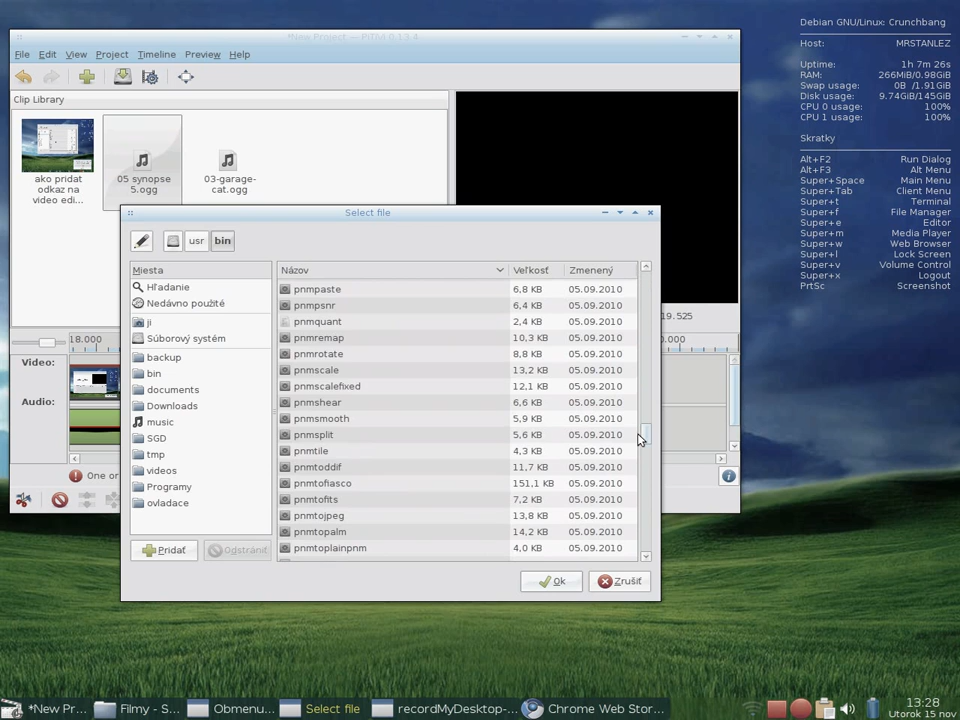 *New Project — PiTiVi 0.13.4
File Edit View Project Timeline Preview Help
Clip Library
ako pridat
odkaz na
video edi...
05 synopse
5.ogg
03-garage-
cat.ogg
18.000
19.525
0.000
Video:
Audio:
One or
Select file
usr bin
Miesta
Hľadanie
Nedávno použité
ji
Súborový systém
backup
bin
documents
Downloads
music
SGD
tmp
videos
Programy
ovladace
Pridať
Odstrániť
Názov Veľkosť Zmenený
pnmpaste 6,8 KB 05.09.2010
pnmpsnr 6,4 KB 05.09.2010
pnmquant 2,4 KB 05.09.2010
pnmremap 10,3 KB 05.09.2010
pnmrotate 8,8 KB 05.09.2010
pnmscale 13,2 KB 05.09.2010
pnmscalefixed 12,1 KB 05.09.2010
pnmshear 6,6 KB 05.09.2010
pnmsmooth 5,9 KB 05.09.2010
pnmsplit 5,6 KB 05.09.2010
pnmtile 4,3 KB 05.09.2010
pnmtoddif 11,7 KB 05.09.2010
pnmtofiasco 151,1 KB 05.09.2010
pnmtofits 7,2 KB 05.09.2010
pnmtojpeg 13,8 KB 05.09.2010
pnmtopalm 14,2 KB 05.09.2010
pnmtoplainpnm 4,0 KB 05.09.2010
Ok
Zrušiť
Debian GNU/Linux: Crunchbang
Host: MRSTANLEZ
Uptime: 1h 7m 26s
RAM: 266MiB/0.98GiB
Swap usage: 0B /1.91GiB
Disk usage: 9.74GiB/145GiB
CPU 0 usage: 100%
CPU 1 usage: 100%
Skratky
Alt+F2 Run Dialog
Alt+F3 Alt Menu
Super+Space Main Menu
Super+Tab Client Menu
Super+t Terminal
Super+f File Manager
Super+e Editor
Super+m Media Player
Super+w Web Browser
Super+l Lock Screen
Super+v Volume Control
Super+x Logout
PrtSc Screenshot
*New Pr...
Filmy - S...
Obmenu...
Select file
recordMyDesktop-...
Chrome Web Stor...
13:28
Utorok 15 nov